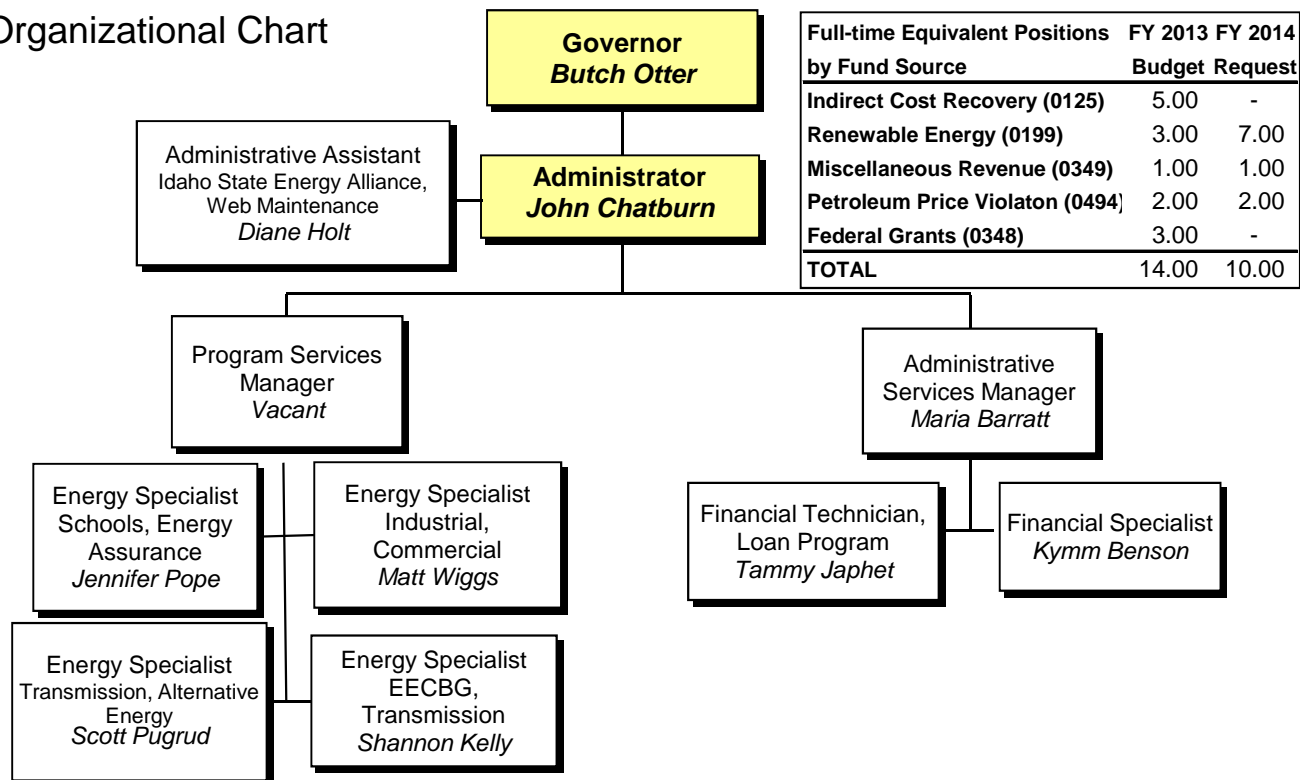 Organizational Chart
Governor
Butch Otter
Full-time Equivalent Positions FY 2013 FY 2014
by Fund Source Budget Request
Indirect Cost Recovery (0125) 5.00 -
Renewable Energy (0199) 3.00 7.00
Miscellaneous Revenue (0349) 1.00 1.00
Petroleum Price Violaton (0494) 2.00 2.00
Federal Grants (0348) 3.00 -
TOTAL 14.00 10.00
Administrative Assistant
Idaho State Energy Alliance,
Web Maintenance
Diane Holt
Administrator
John Chatburn
Program Services
Manager
Vacant
Administrative
Services Manager
Maria Barratt
Energy Specialist
Schools, Energy
Assurance
Jennifer Pope
Energy Specialist
Industrial,
Commercial
Matt Wiggs
Financial Technician,
Loan Program
Tammy Japhet
Financial Specialist
Kymm Benson
Energy Specialist
Transmission, Alternative
Energy
Scott Pugrud
Energy Specialist
EECBG,
Transmission
Shannon Kelly